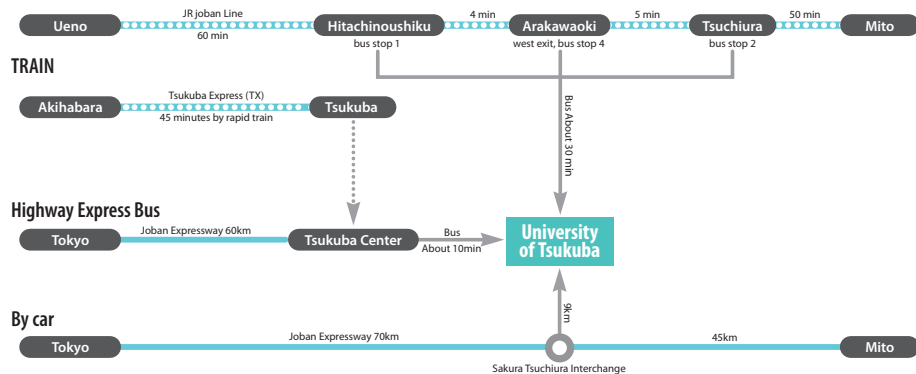 JR Joban Line
Ueno
60 min
Hitachinoushiku
bus stop 1
4 min
Arakawaoki
west exit, bus stop 4
5 min
Tsuchiura
bus stop 2
50 min
Mito
TRAIN
Akihabara
Tsukuba Express (TX)
45 minutes by rapid train
Tsukuba
Bus About 30 min
Highway Express Bus
Tokyo
Joban Expressway 60km
Tsukuba Center
Bus
About 10min
University
of Tsukuba
9km
By car
Tokyo
Joban Expressway 70km
Sakura Tsuchiura Interchange
45km
Mito